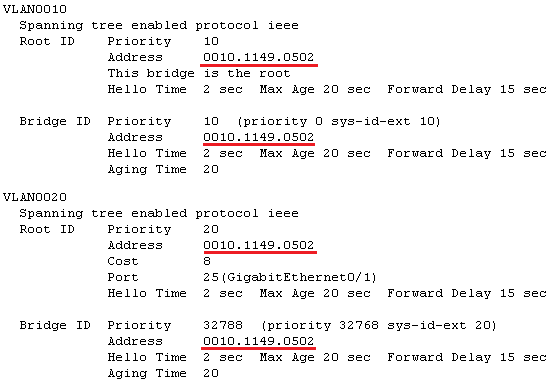 VLAN0010
  Spanning tree enabled protocol ieee
  Root ID    Priority    10
             Address     0010.1149.0502
             This bridge is the root
             Hello Time  2 sec  Max Age 20 sec  Forward Delay 15 sec
  Bridge ID  Priority    10  (priority 0 sys-id-ext 10)
             Address     0010.1149.0502
             Hello Time  2 sec  Max Age 20 sec  Forward Delay 15 sec
             Aging Time  20
VLAN0020
  Spanning tree enabled protocol ieee
  Root ID    Priority    20
             Address     0010.1149.0502
             Cost        8
             Port        25(GigabitEthernet0/1)
             Hello Time  2 sec  Max Age 20 sec  Forward Delay 15 sec
  Bridge ID  Priority    32788  (priority 32768 sys-id-ext 20)
             Address     0010.1149.0502
             Hello Time  2 sec  Max Age 20 sec  Forward Delay 15 sec
             Aging Time  20